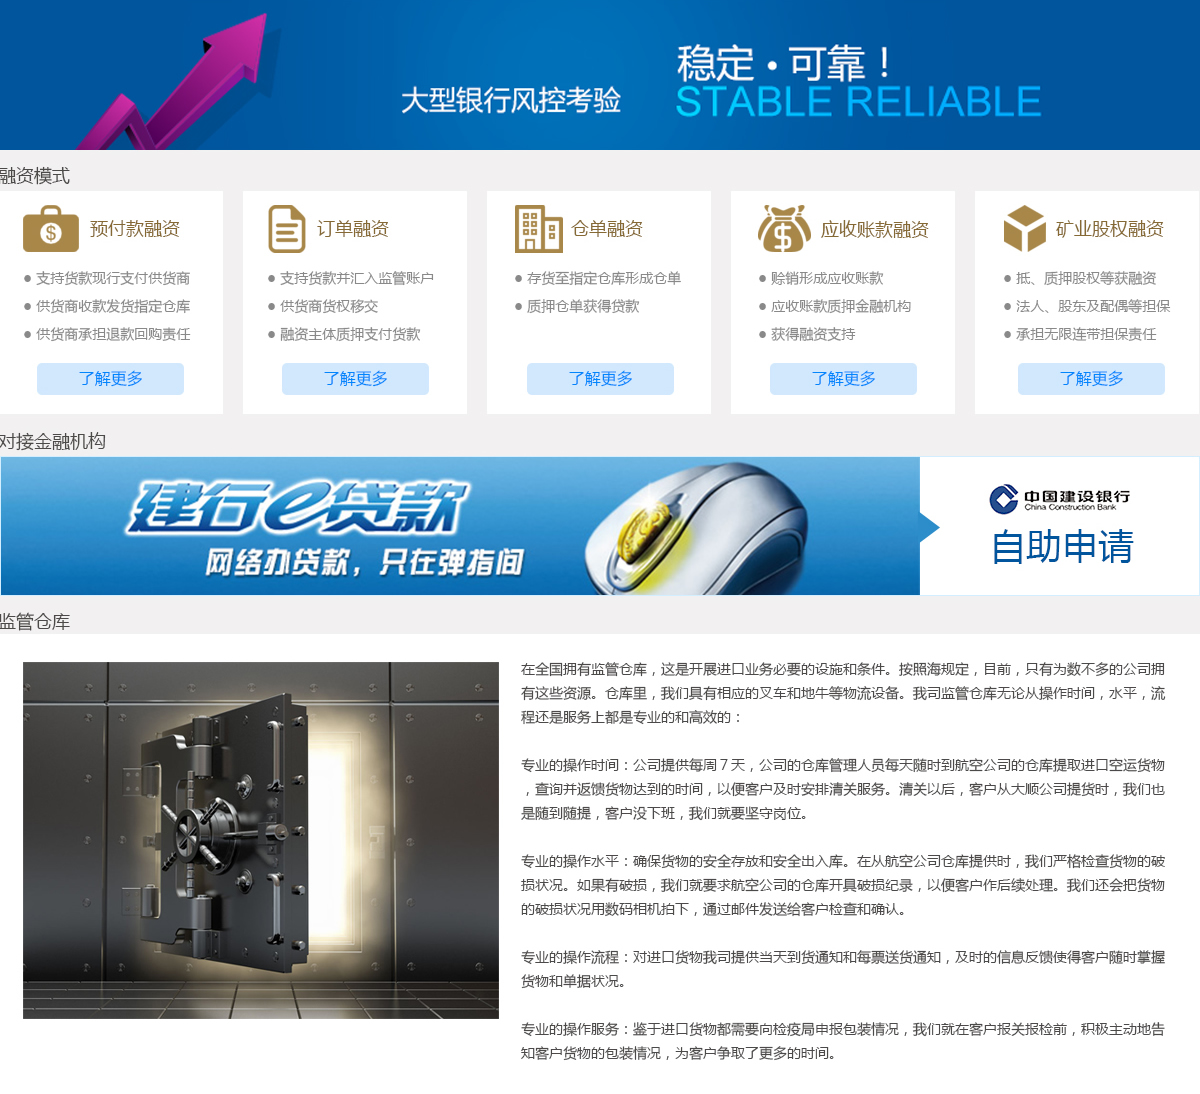 稳定·可靠！
大型银行风控考验
STABLE RELIABLE
融资模式
预付款融资
● 支持货款现行支付供货商
● 供货商收款发货指定仓库
● 供货商承担退款回购责任
了解更多
订单融资
● 支持货款并汇入监管账户
● 供货商货权移交
● 融资主体质押支付货款
了解更多
仓单融资
● 存货至指定仓库形成仓单
● 质押仓单获得贷款
了解更多
应收账款融资
● 赊销形成应收账款
● 应收账款质押金融机构
● 获得融资支持
了解更多
矿业股权融资
● 抵、质押股权等获融资
● 法人、股东及配偶等担保
● 承担无限连带担保责任
了解更多
对接金融机构
建行e贷款
网络办贷款，只在弹指间
中国建设银行
China Construction Bank
自助申请
监管仓库
在全国拥有监管仓库，这是开展进口业务必要的设施和条件。按照海规定，目前，只有为数不多的公司拥
有这些资源。仓库里，我们具有相应的叉车和地牛等物流设备。我司监管仓库无论从操作时间，水平，流
程还是服务上都是专业的和高效的：
专业的操作时间：公司提供每周 7 天，公司的仓库管理人员每天随时到航空公司的仓库提取进口空运货物
，查询并返馈货物达到的时间，以便客户及时安排清关服务。清关以后，客户从大顺公司提货时，我们也
是随到随提，客户没下班，我们就要坚守岗位。
专业的操作水平：确保货物的安全存放和安全出入库。在从航空公司仓库提供时，我们严格检查货物的破
损状况。如果有破损，我们就要求航空公司的仓库开具破损纪录，以便客户作后续处理。我们还会把货物
的破损状况用数码相机拍下，通过邮件发送给客户检查和确认。
专业的操作流程：对进口货物我司提供当天到货通知和每票送货通知，及时的信息反馈使得客户随时掌握
货物和单据状况。
专业的操作服务：鉴于进口货物都需要向检疫局申报包装情况，我们就在客户报关报检前，积极主动地告
知客户货物的包装情况，为客户争取了更多的时间。